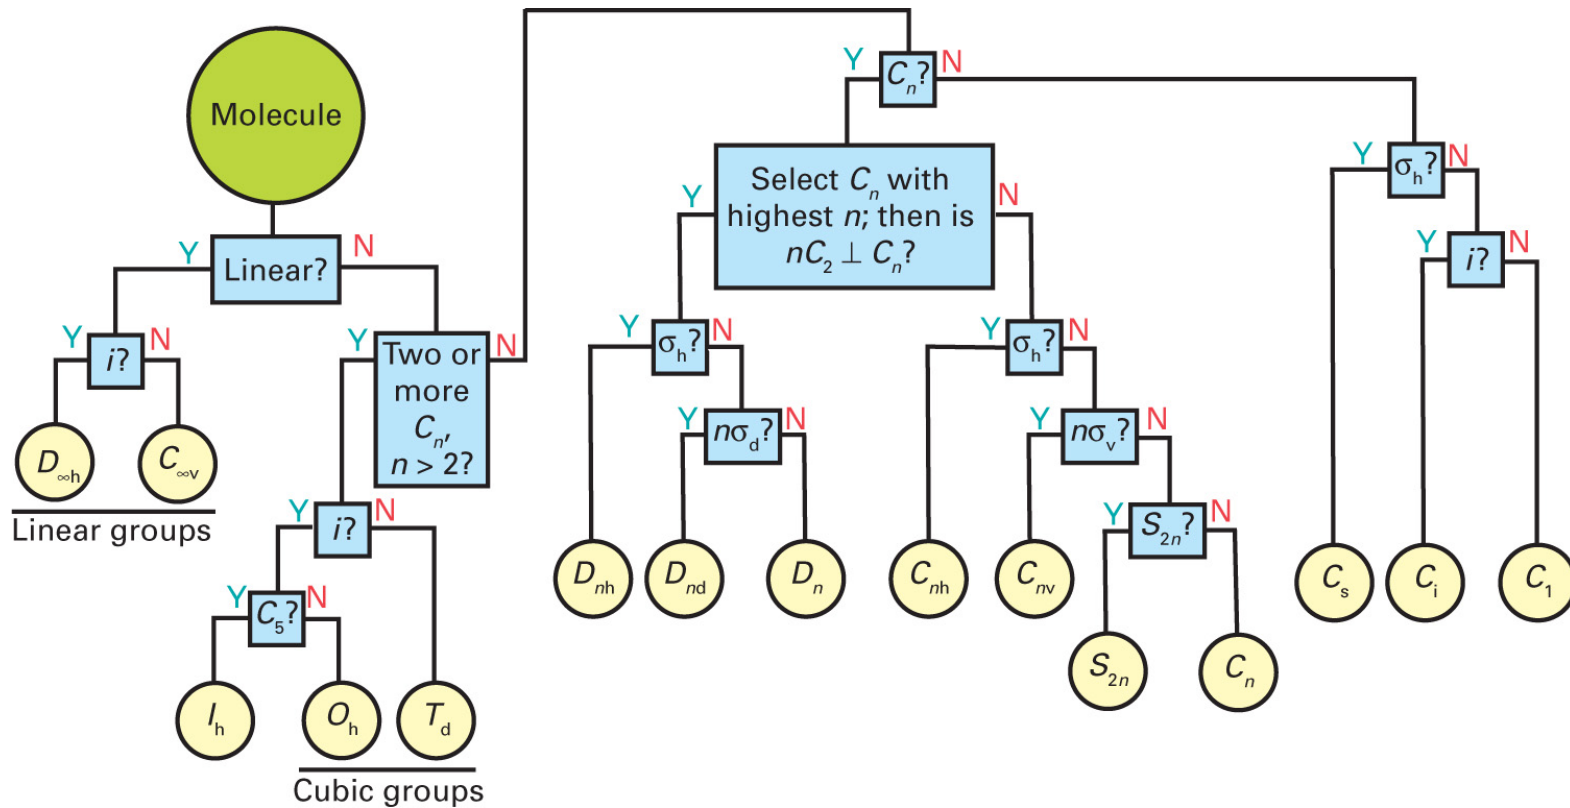 Molecule
Y
N
Linear?
Y
N
i?
D∞h
C∞v
Linear groups
Y
N
Two or
more
Cn,
n > 2?
Y
N
i?
Y
N
C5?
Ih
Oh
Td
Cubic groups
Y
N
Cn?
Y
N
Select Cn with
highest n; then is
nC2 ⊥ Cn?
Y
N
σh?
Y
N
nσd?
Dnh
Dnd
Dn
Y
N
σh?
Y
N
nσv?
Y
N
S2n?
Cnh
Cnv
S2n
Cn
Y
N
σh?
Y
N
i?
Cs
Ci
C1